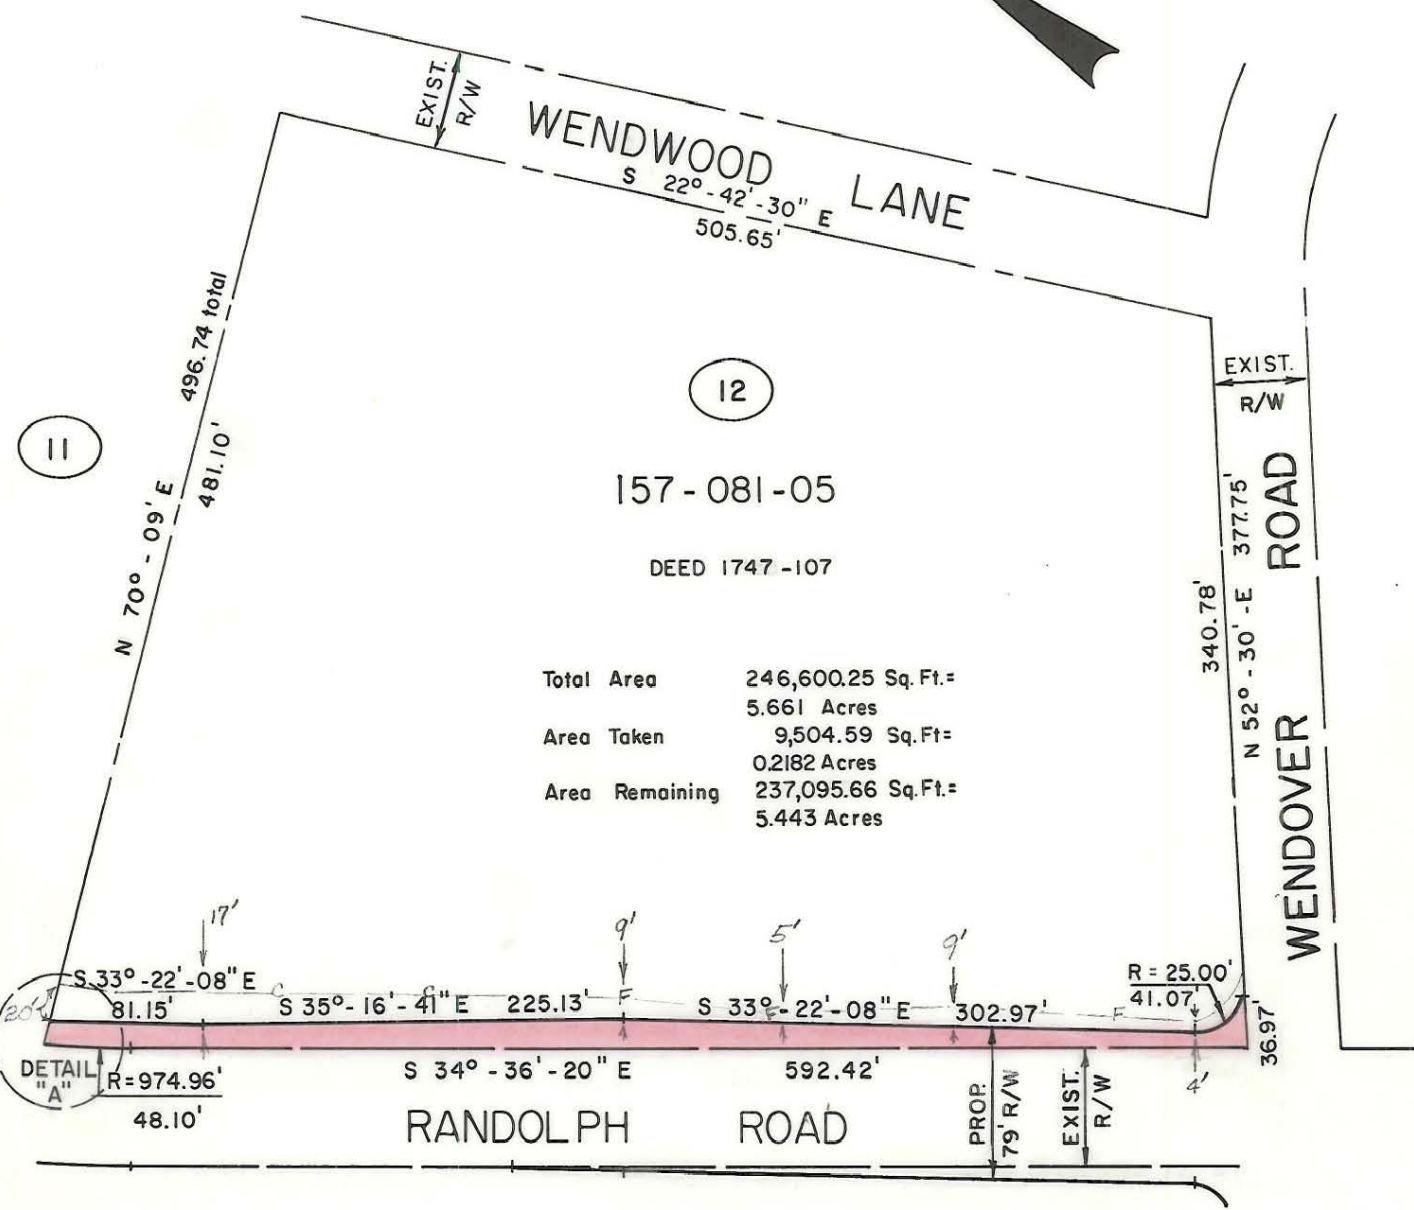 EXIST.
R/W
WENDWOOD LANE
S 22°-42'-30" E
505.65'
496.74 total
481.10'
N 70°-09' E
11
12
157-081-05
DEED 1747-107
EXIST.
R/W
WENDOVER ROAD
N 52°-30'-E 377.75'
340.78'
Total Area 246,600.25 Sq. Ft.=
5.661 Acres
Area Taken 9,504.59 Sq.Ft=
0.2182 Acres
Area Remaining 237,095.66 Sq.Ft.=
5.443 Acres
17'
9'
5'
9'
R = 25.00'
41.07'
S 33°-22'-08" E
81.15'
S 35°-16'-41" E 225.13'
S 33°-22'-08" E 302.97'
C
C
F
F
F
20'
36.97'
4'
DETAIL
"A"
R=974.96'
48.10'
S 34°-36'-20" E 592.42'
RANDOLPH ROAD
PROP.
79' R/W
EXIST.
R/W